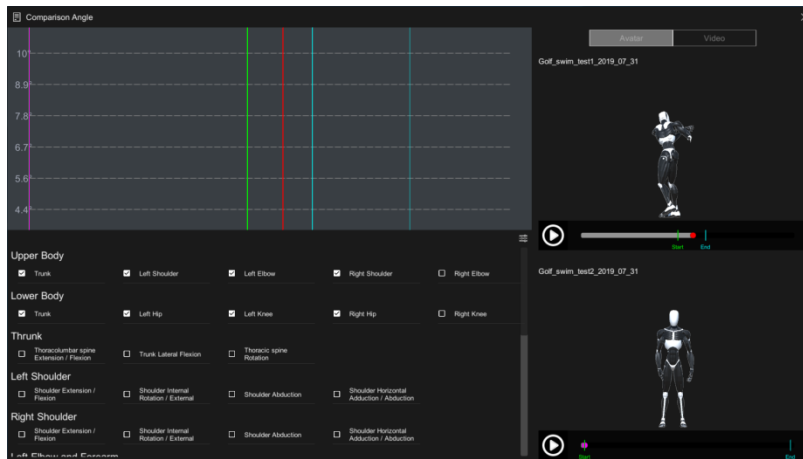 Comparison Angle
10°
8.9°
7.8°
6.7°
5.6°
4.4°
Upper Body
Trunk
Left Shoulder
Left Elbow
Right Shoulder
Right Elbow
Lower Body
Trunk
Left Hip
Left Knee
Right Hip
Right Knee
Thrunk
Thoracolumbar spine
Extension / Flexion
Trunk Lateral Flexion
Thoracic spine
Rotation
Left Shoulder
Shoulder Extension /
Flexion
Shoulder Internal
Rotation / External
Shoulder Abduction
Shoulder Horizontal
Adduction / Abduction
Right Shoulder
Shoulder Extension /
Flexion
Shoulder Internal
Rotation / External
Shoulder Abduction
Shoulder Horizontal
Adduction / Abduction
Left Elbow and Forearm
Avatar
Video
Golf_swim_test1_2019_07_31
Start
End
Golf_swim_test2_2019_07_31
Start
End